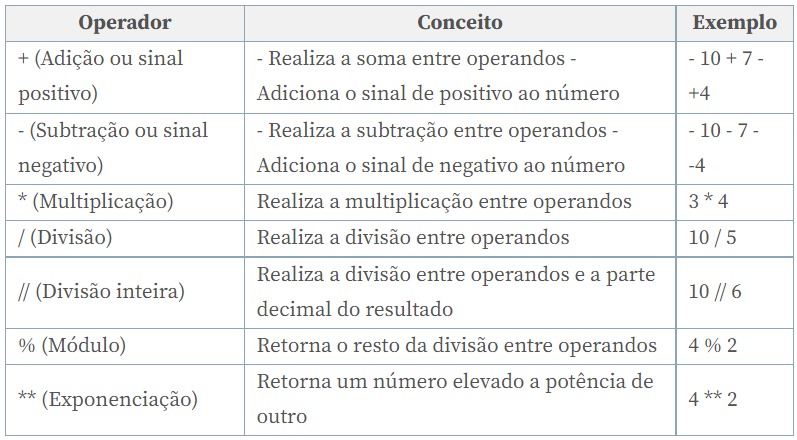 Operador Conceito Exemplo
+ (Adição ou sinal positivo) - Realiza a soma entre operandos - Adiciona o sinal de positivo ao número - 10 + 7 - +4
- (Subtração ou sinal negativo) - Realiza a subtração entre operandos - Adiciona o sinal de negativo ao número - 10 - 7 - -4
* (Multiplicação) Realiza a multiplicação entre operandos 3 * 4
/ (Divisão) Realiza a divisão entre operandos 10 / 5
// (Divisão inteira) Realiza a divisão entre operandos e a parte decimal do resultado 10 // 6
% (Módulo) Retorna o resto da divisão entre operandos 4 % 2
** (Exponenciação) Retorna um número elevado a potência de outro 4 ** 2